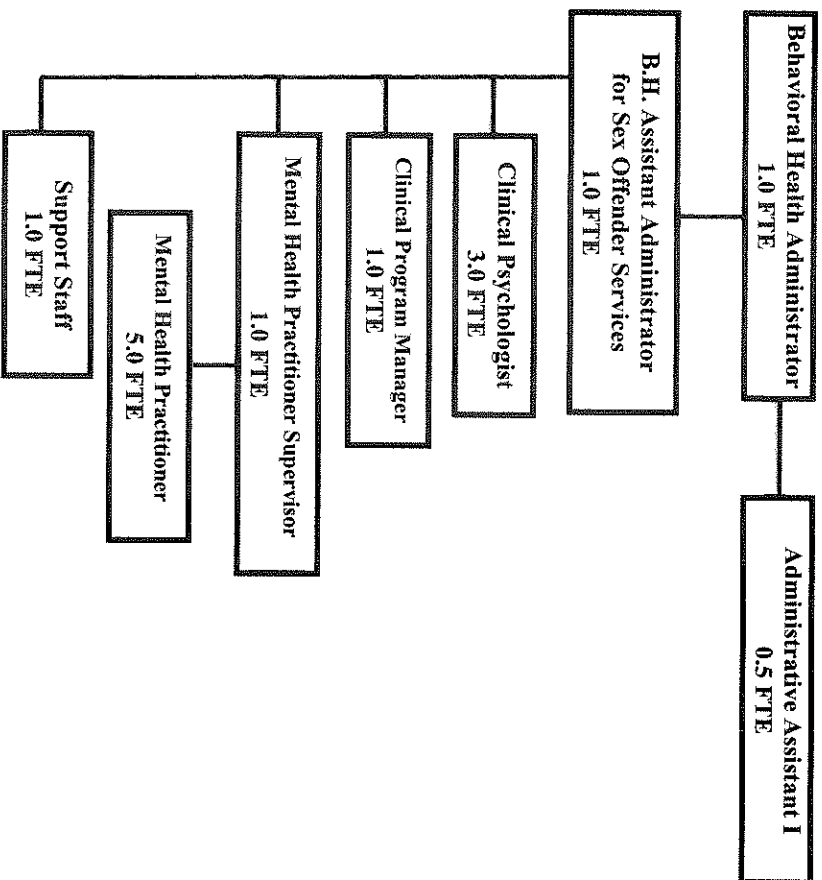 Behavioral Health Administrator
1.0 FTE
Administrative Assistant I
0.5 FTE
B.H. Assistant Administrator
for Sex Offender Services
1.0 FTE
Clinical Psychologist
3.0 FTE
Clinical Program Manager
1.0 FTE
Mental Health Practitioner Supervisor
1.0 FTE
Mental Health Practitioner
5.0 FTE
Support Staff
1.0 FTE